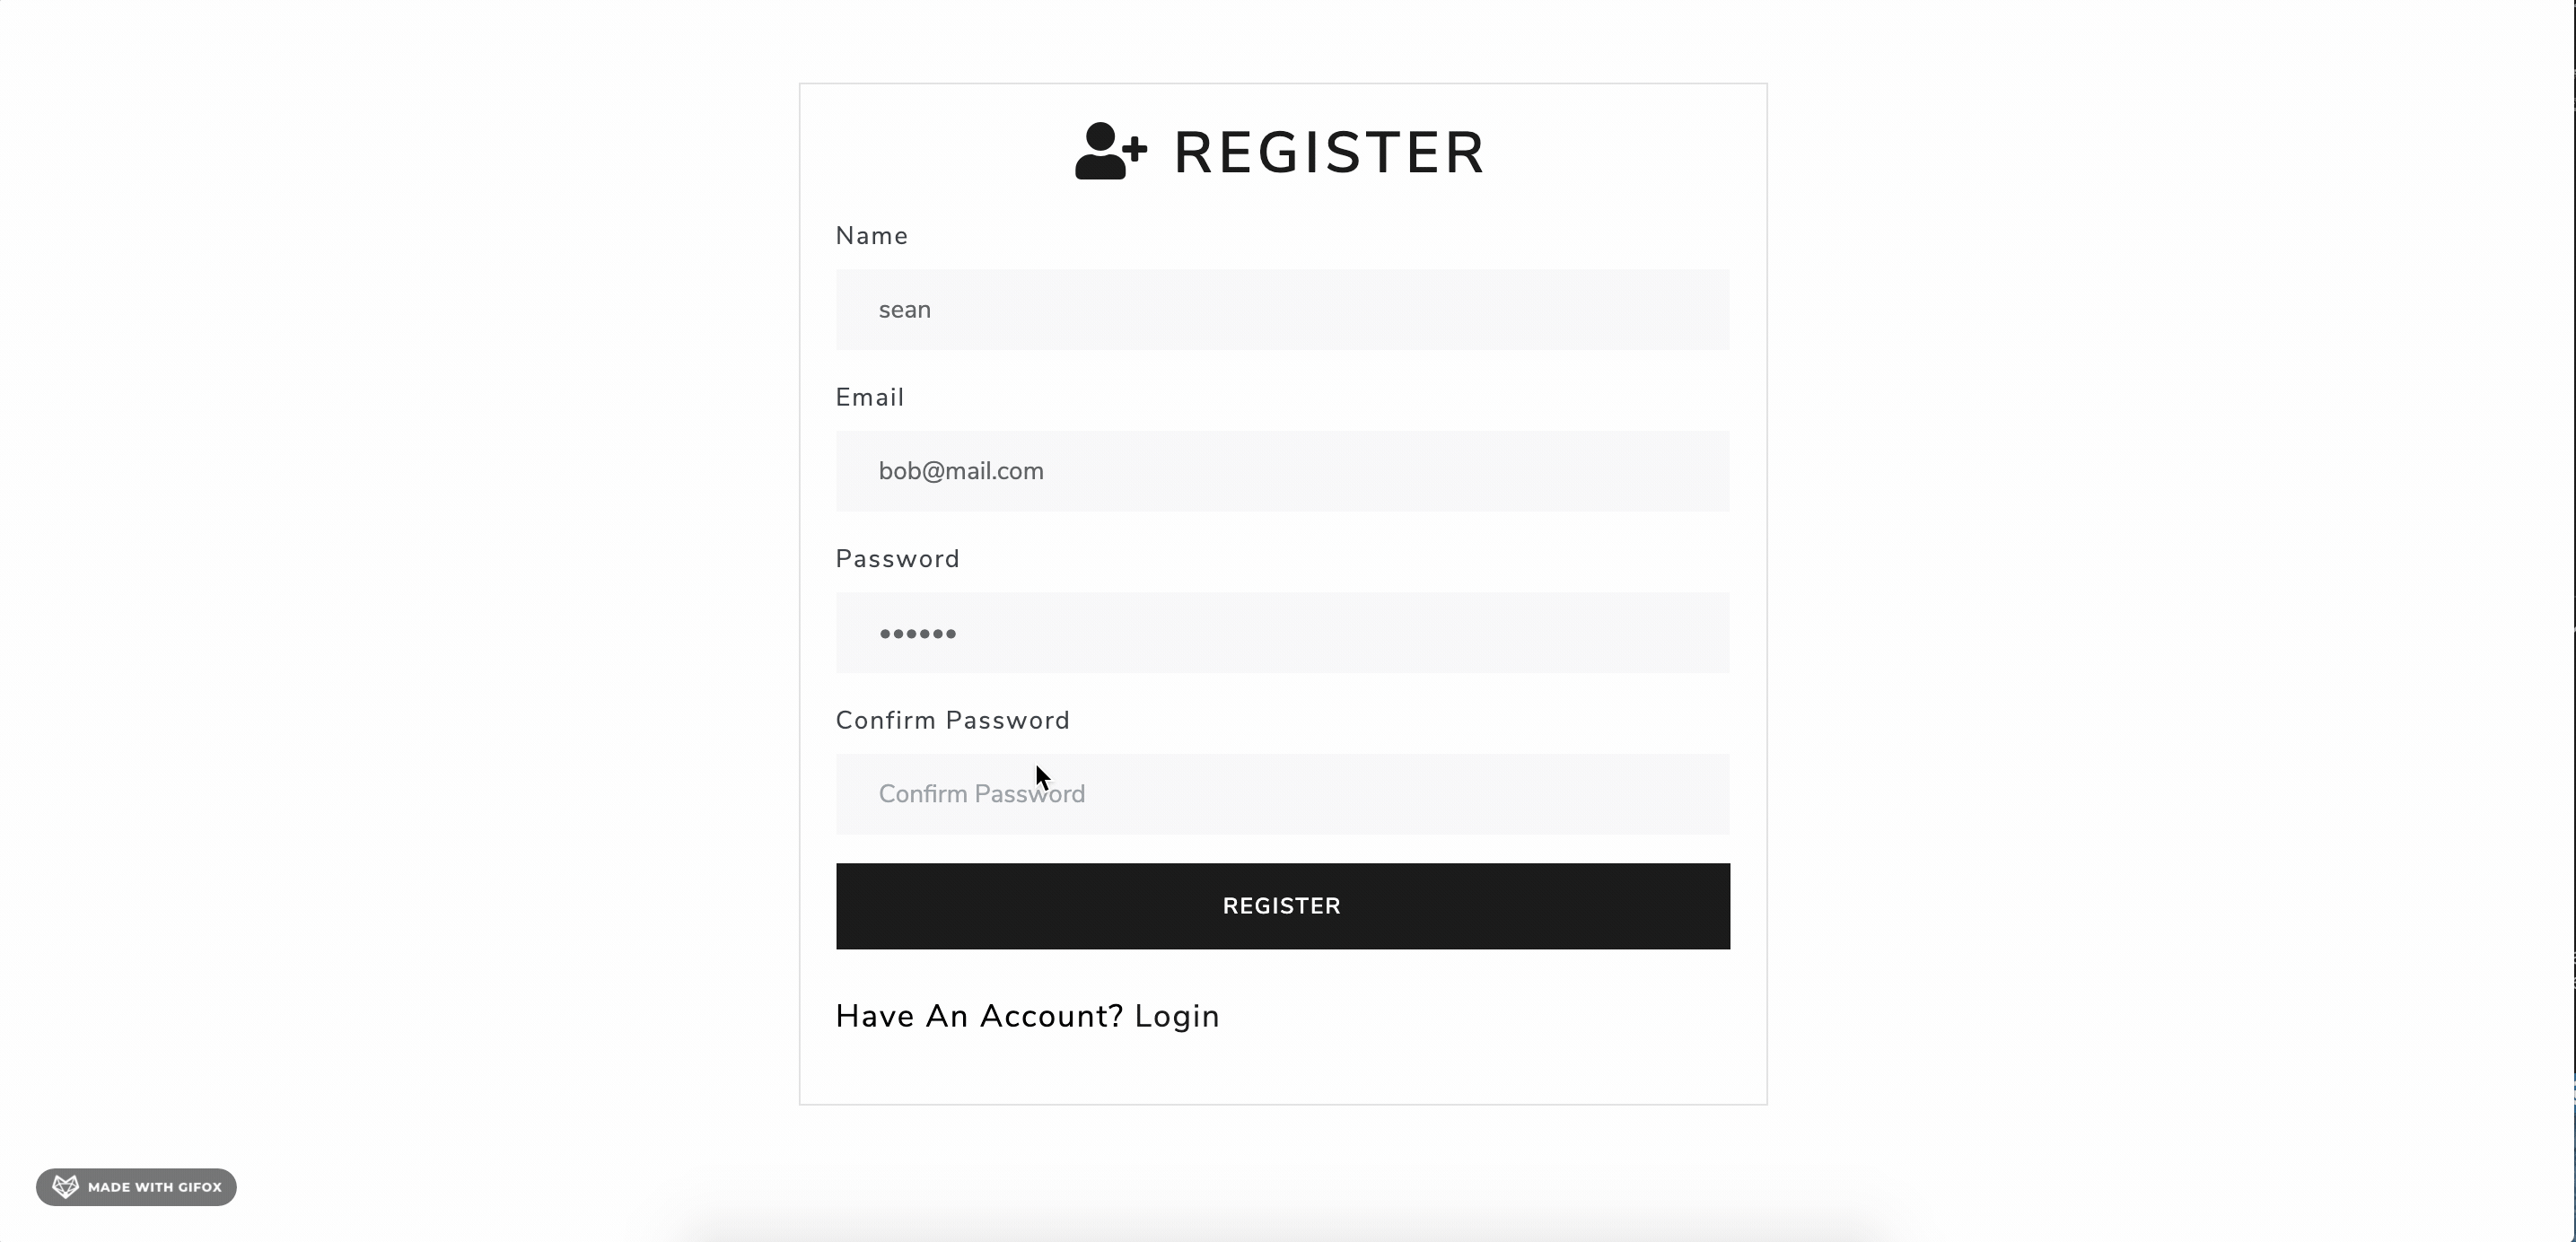 REGISTER
Name
sean
Email
bob@mail.com
Password
••••••
Confirm Password
Confirm Password
REGISTER
Have An Account? Login
MADE WITH GIFOX